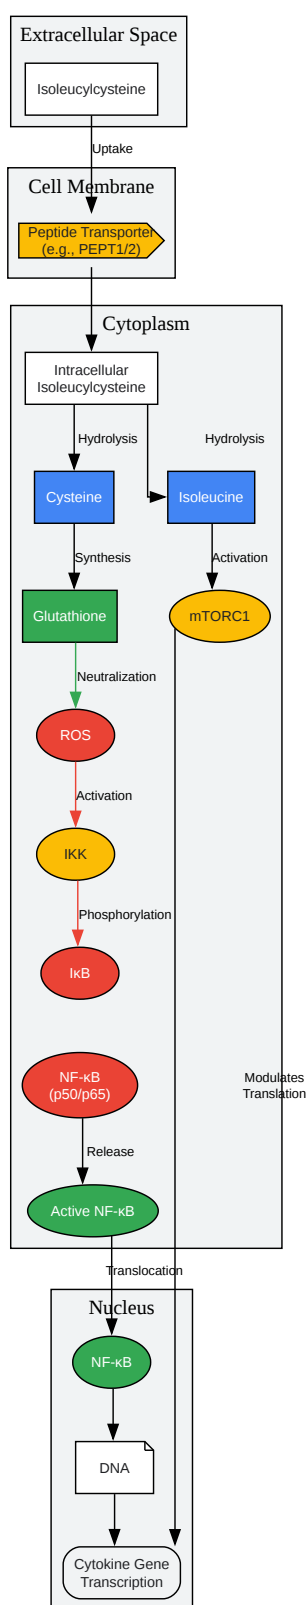 Extracellular Space
Isoleucylcysteine
Uptake
Cell Membrane
Peptide Transporter
(e.g., PEPT1/2)
Cytoplasm
Intracellular
Isoleucylcysteine
Hydrolysis
Hydrolysis
Cysteine
Isoleucine
Synthesis
Activation
Glutathione
mTORC1
Neutralization
ROS
Activation
IKK
Phosphorylation
IκB
NF-κB
(p50/p65)
Modulates
Translation
Release
Active NF-κB
Translocation
Nucleus
NF-κB
DNA
Cytokine Gene
Transcription